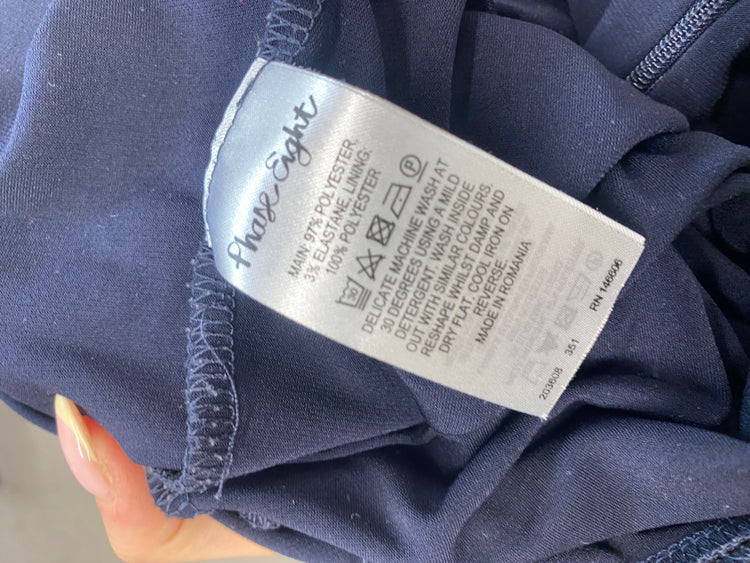 Phase Eight
MAIN: 97% POLYESTER,
3% ELASTANE, LINING:
100% POLYESTER
30 P
DELICATE MACHINE WASH AT
30 DEGREES USING A MILD
DETERGENT. WASH INSIDE
OUT WITH SIMILAR COLOURS.
RESHAPE WHILST DAMP AND
DRY FLAT. COOL IRON ON
REVERSE.
MADE IN ROMANIA
RN 146606
203608 351